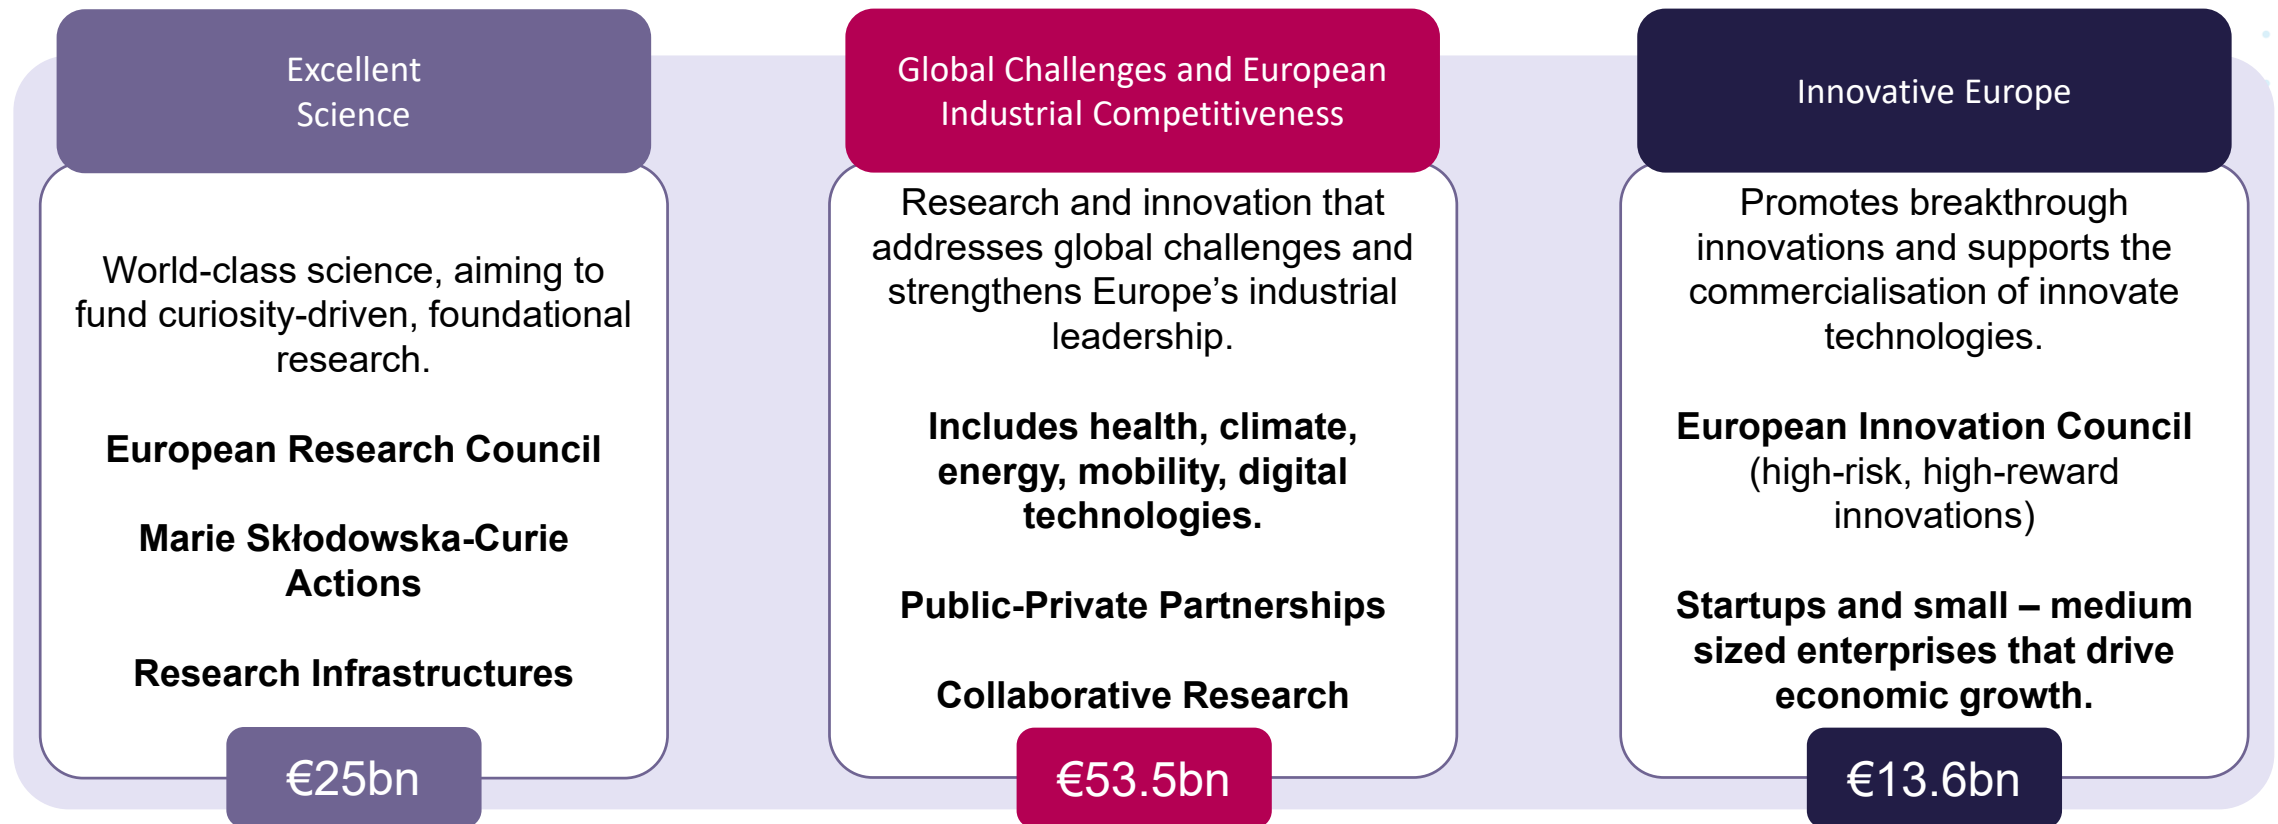 Excellent
Science
World-class science, aiming to
fund curiosity-driven, foundational
research.
European Research Council
Marie Skłodowska-Curie
Actions
Research Infrastructures
€25bn
Global Challenges and European
Industrial Competitiveness
Research and innovation that
addresses global challenges and
strengthens Europe’s industrial
leadership.
Includes health, climate,
energy, mobility, digital
technologies.
Public-Private Partnerships
Collaborative Research
€53.5bn
Innovative Europe
Promotes breakthrough
innovations and supports the
commercialisation of innovate
technologies.
European Innovation Council
(high-risk, high-reward
innovations)
Startups and small – medium
sized enterprises that drive
economic growth.
€13.6bn